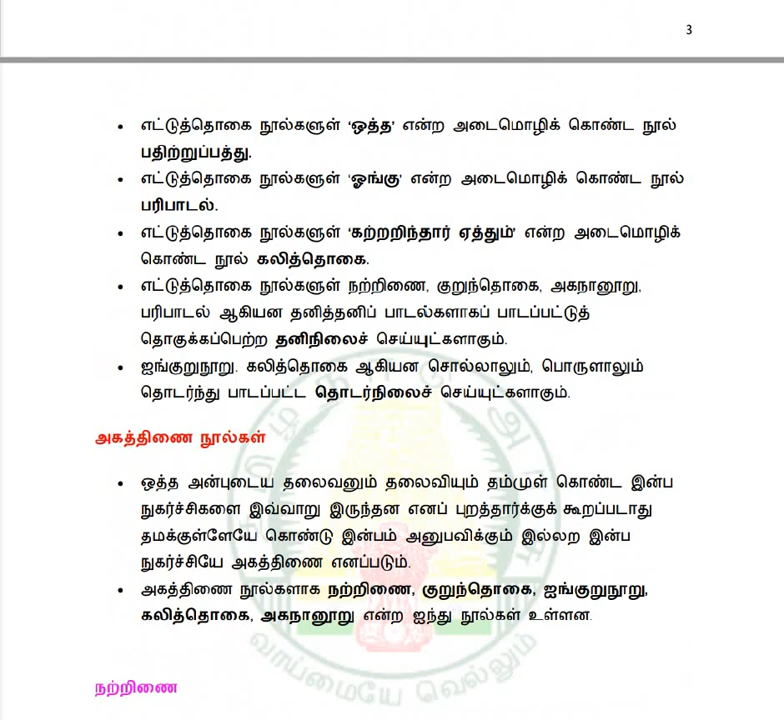 3
• எட்டுத்தொகை நூல்களுள் ‘ஒத்த’ என்ற அடைமொழிக் கொண்ட நூல்
பதிற்றுப்பத்து.
• எட்டுத்தொகை நூல்களுள் ‘ஓங்கு’ என்ற அடைமொழிக் கொண்ட நூல்
பரிபாடல்.
• எட்டுத்தொகை நூல்களுள் ‘கற்றறிந்தார் ஏத்தும்’ என்ற அடைமொழிக்
கொண்ட நூல் கலித்தொகை.
• எட்டுத்தொகை நூல்களுள் நற்றிணை, குறுந்தொகை, அகநானூறு,
பரிபாடல் ஆகியன தனித்தனிப் பாடல்களாகப் பாடப்பட்டுத்
தொகுக்கப்பெற்ற தனிநிலைச் செய்யுட்களாகும்.
• ஐங்குறுநூறு. கலித்தொகை ஆகியன சொல்லாலும், பொருளாலும்
தொடர்ந்து பாடப்பட்ட தொடர்நிலைச் செய்யுட்களாகும்.
அகத்திணை நூல்கள்
• ஒத்த அன்புடைய தலைவனும் தலைவியும் தம்முள் கொண்ட இன்ப
நுகர்ச்சிகளை இவ்வாறு இருந்தன எனப் புறத்தார்க்குக் கூறப்படாது
தமக்குள்ளேயே கொண்டு இன்பம் அனுபவிக்கும் இல்லற இன்ப
நுகர்ச்சியே அகத்திணை எனப்படும்.
• அகத்திணை நூல்களாக நற்றிணை, குறுந்தொகை, ஐங்குறுநூறு,
கலித்தொகை, அகநானூறு என்ற ஐந்து நூல்கள் உள்ளன.
வாய்மையே வெல்லும்
நற்றிணை